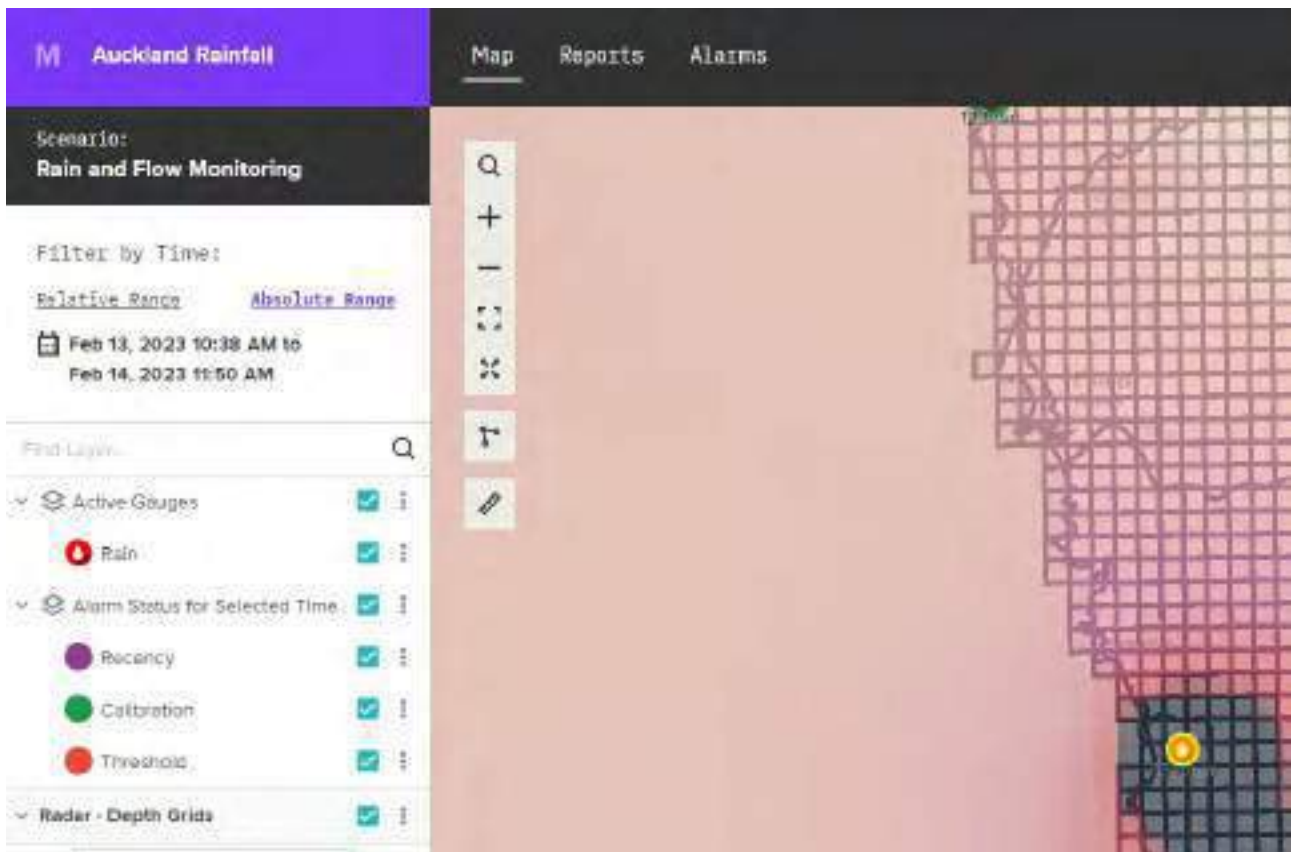 M Auckland Rainfall
Map Reports Alarms
Scenario:
Rain and Flow Monitoring
Filter by Time:
Relative Range Absolute Range
Feb 13, 2023 10:38 AM to
Feb 14, 2023 11:50 AM
Find Layer...
Active Gauges
Rain
Alarm Status for Selected Time
Recency
Calibration
Threshold
Radar - Depth Grids